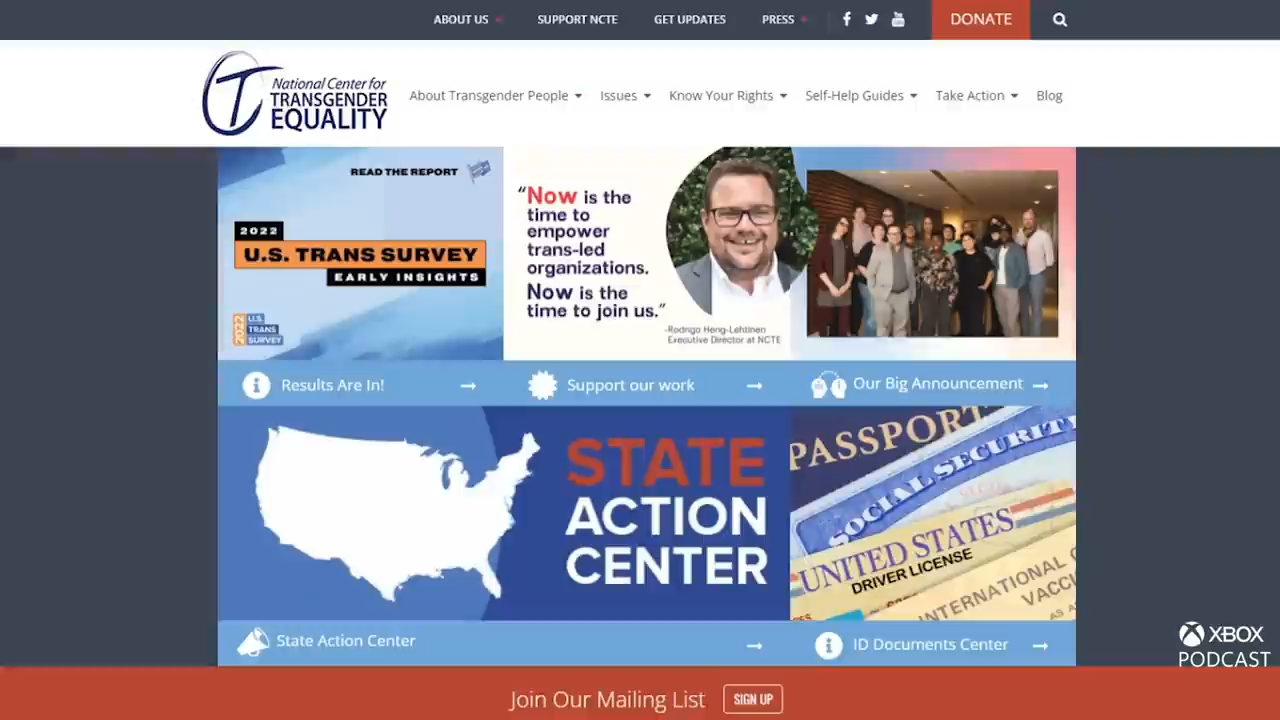 ABOUT US
SUPPORT NCTE
GET UPDATES
PRESS
DONATE
National Center for
TRANSGENDER
EQUALITY
About Transgender People
Issues
Know Your Rights
Self-Help Guides
Take Action
Blog
READ THE REPORT
2022
U.S. TRANS SURVEY
EARLY INSIGHTS
2022
U.S.
TRANS
SURVEY
“Now is the
time to
empower
trans-led
organizations.
Now is the
time to join us.”
-Rodrigo Heng-Lehtinen
Executive Director at NCTE
Results Are In!
Support our work
Our Big Announcement
STATE
ACTION
CENTER
PASSPORT
SOCIAL SECURITY
UNITED STATES
DRIVER LICENSE
INTERNATIONAL
State Action Center
ID Documents Center
XBOX
PODCAST
Join Our Mailing List
SIGN UP